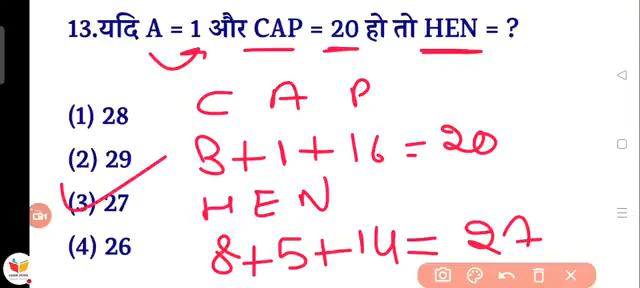 13.यदि A = 1 और CAP = 20 हो तो HEN = ?
C A P
(1) 28
3 + 1 + 16 = 20
(2) 29
(3) 27
H E N
(4) 26
8 + 5 + 14 = 27